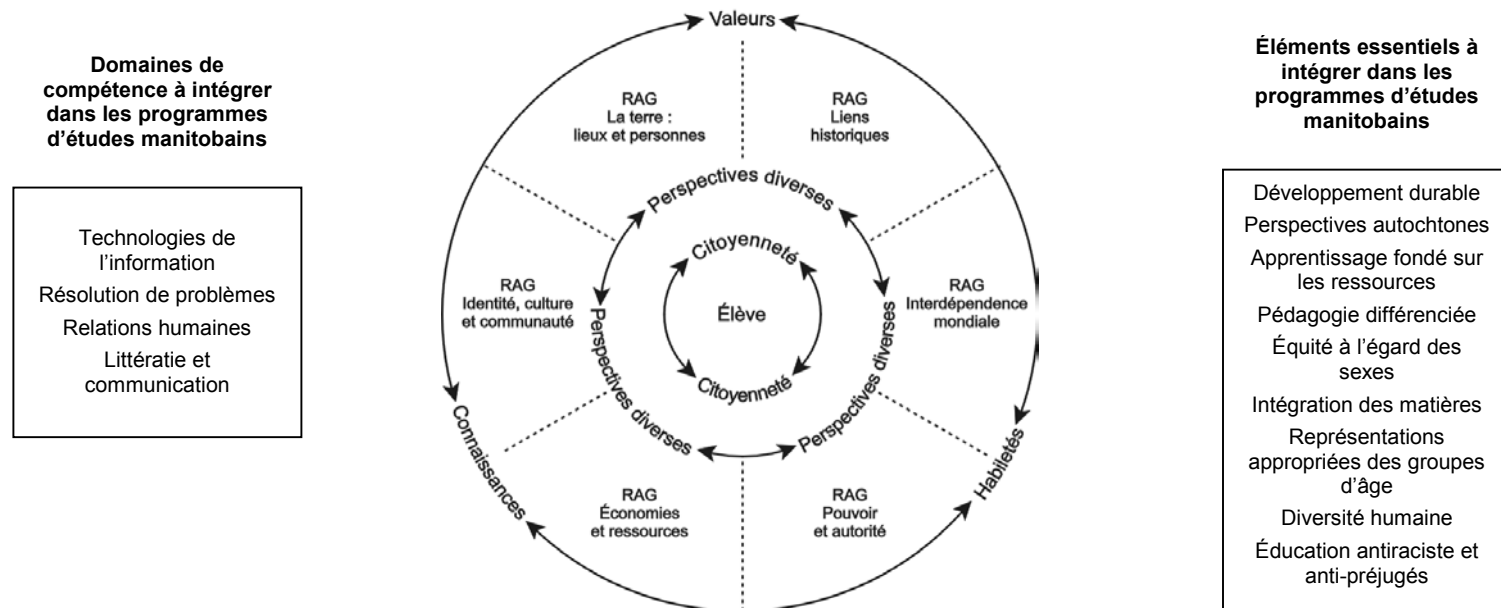 Domaines de
compétence à intégrer
dans les programmes
d'études manitobains
Technologies de
l'information
Résolution de problèmes
Relations humaines
Littératie et
communication
Valeurs
RAG
La terre :
lieux et personnes
RAG
Liens
historiques
Perspectives diverses
Citoyenneté
RAG
Identité, culture
et communauté
Élève
RAG
Interdépendence
mondiale
Perspectives diverses
Perspectives diverses
Citoyenneté
Connaissances
Habiletés
RAG
Économies
et ressources
RAG
Pouvoir
et autorité
Éléments essentiels à
intégrer dans les
programmes d'études
manitobains
Développement durable
Perspectives autochtones
Apprentissage fondé sur
les ressources
Pédagogie différenciée
Équité à l'égard des
sexes
Intégration des matières
Représentations
appropriées des groupes
d'âge
Diversité humaine
Éducation antiraciste et
anti-préjugés